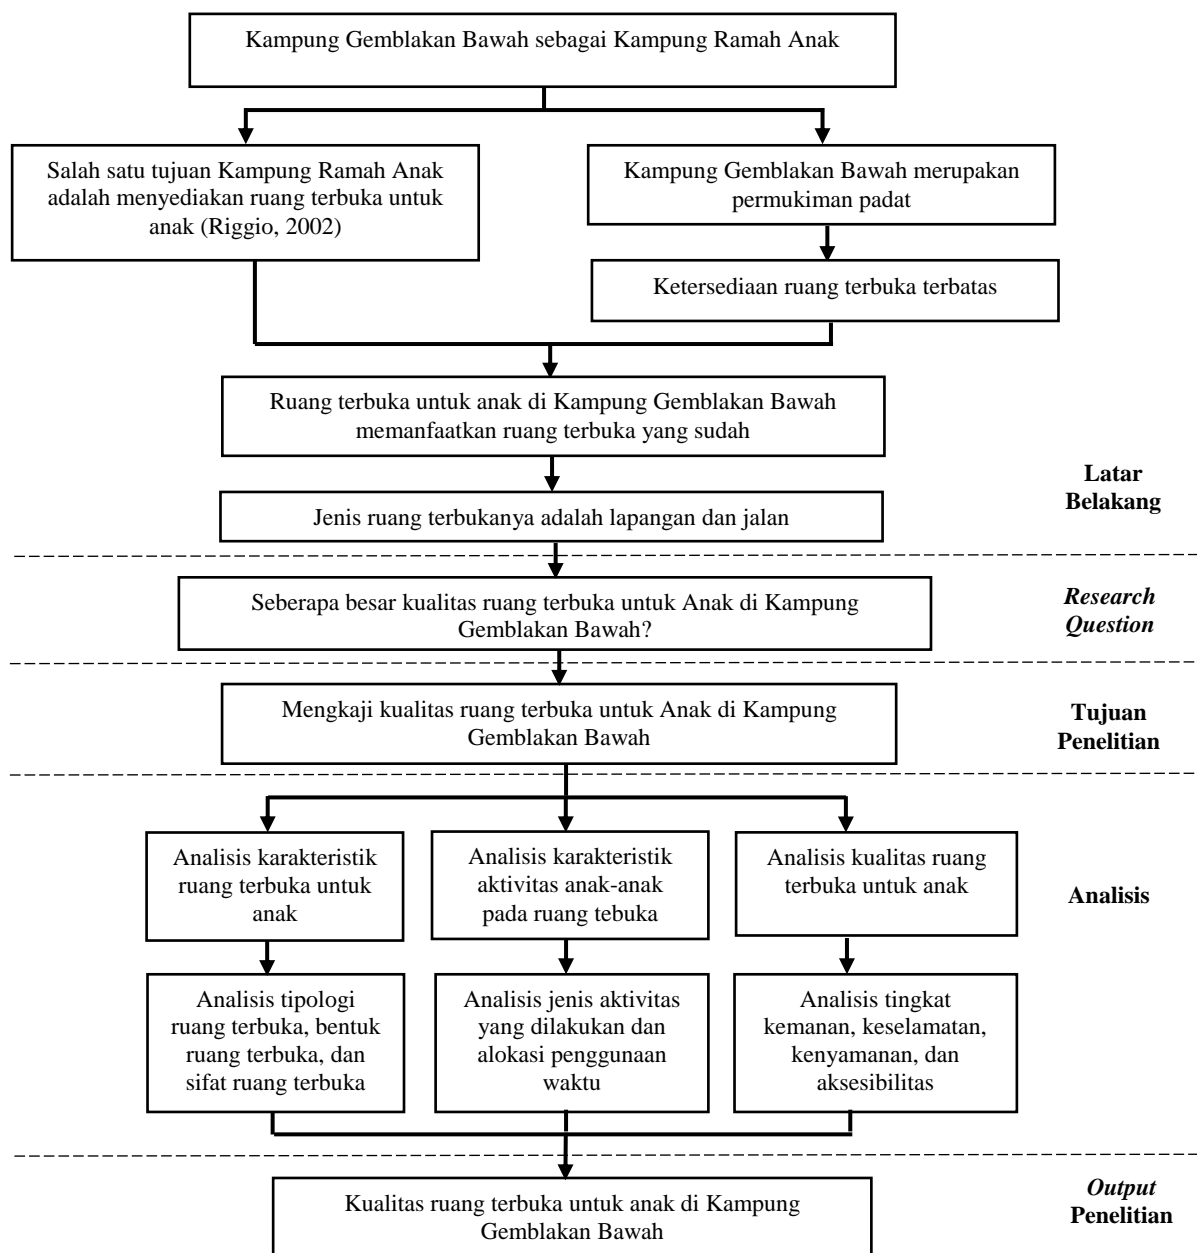 Kampung Gemblakan Bawah sebagai Kampung Ramah Anak
Salah satu tujuan Kampung Ramah Anak
adalah menyediakan ruang terbuka untuk
anak (Riggio, 2002)
Kampung Gemblakan Bawah merupakan
permukiman padat
Ketersediaan ruang terbuka terbatas
Ruang terbuka untuk anak di Kampung Gemblakan Bawah
memanfaatkan ruang terbuka yang sudah
Jenis ruang terbukanya adalah lapangan dan jalan
Latar
Belakang
Seberapa besar kualitas ruang terbuka untuk Anak di Kampung
Gemblakan Bawah?
Research
Question
Mengkaji kualitas ruang terbuka untuk Anak di Kampung
Gemblakan Bawah
Tujuan
Penelitian
Analisis karakteristik
ruang terbuka untuk
anak
Analisis karakteristik
aktivitas anak-anak
pada ruang tebuka
Analisis kualitas ruang
terbuka untuk anak
Analisis
Analisis tipologi
ruang terbuka, bentuk
ruang terbuka, dan
sifat ruang terbuka
Analisis jenis aktivitas
yang dilakukan dan
alokasi penggunaan
waktu
Analisis tingkat
kemanan, keselamatan,
kenyamanan, dan
aksesibilitas
Kualitas ruang terbuka untuk anak di Kampung
Gemblakan Bawah
Output
Penelitian